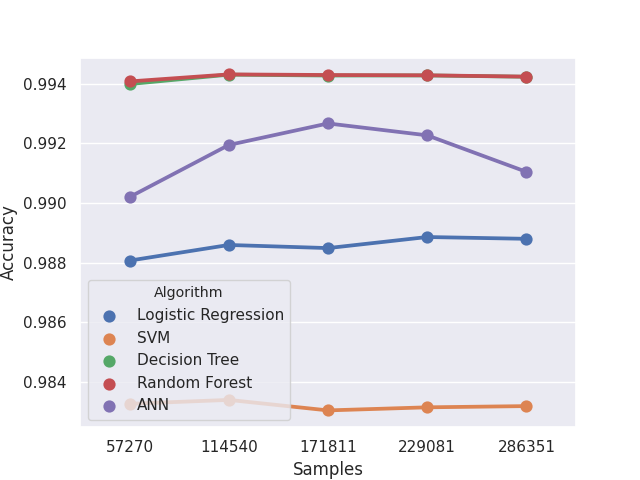 0.994
0.992
0.990
0.988
0.986
0.984
Accuracy
Algorithm
Logistic Regression
SVM
Decision Tree
Random Forest
ANN
57270 114540 171811 229081 286351
Samples